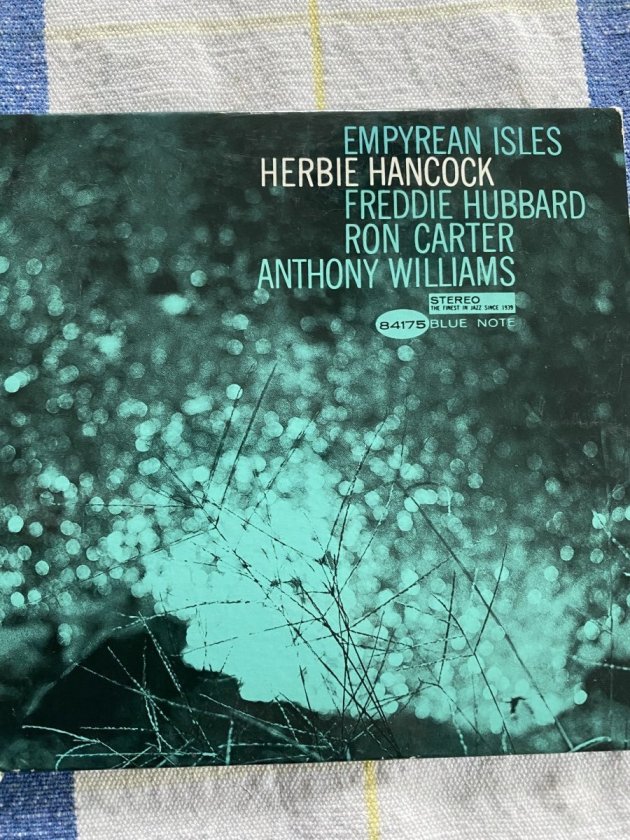 EMPYREAN ISLES
HERBIE HANCOCK
FREDDIE HUBBARD
RON CARTER
ANTHONY WILLIAMS
STEREO
THE FINEST IN JAZZ SINCE 1939
84175 BLUE NOTE